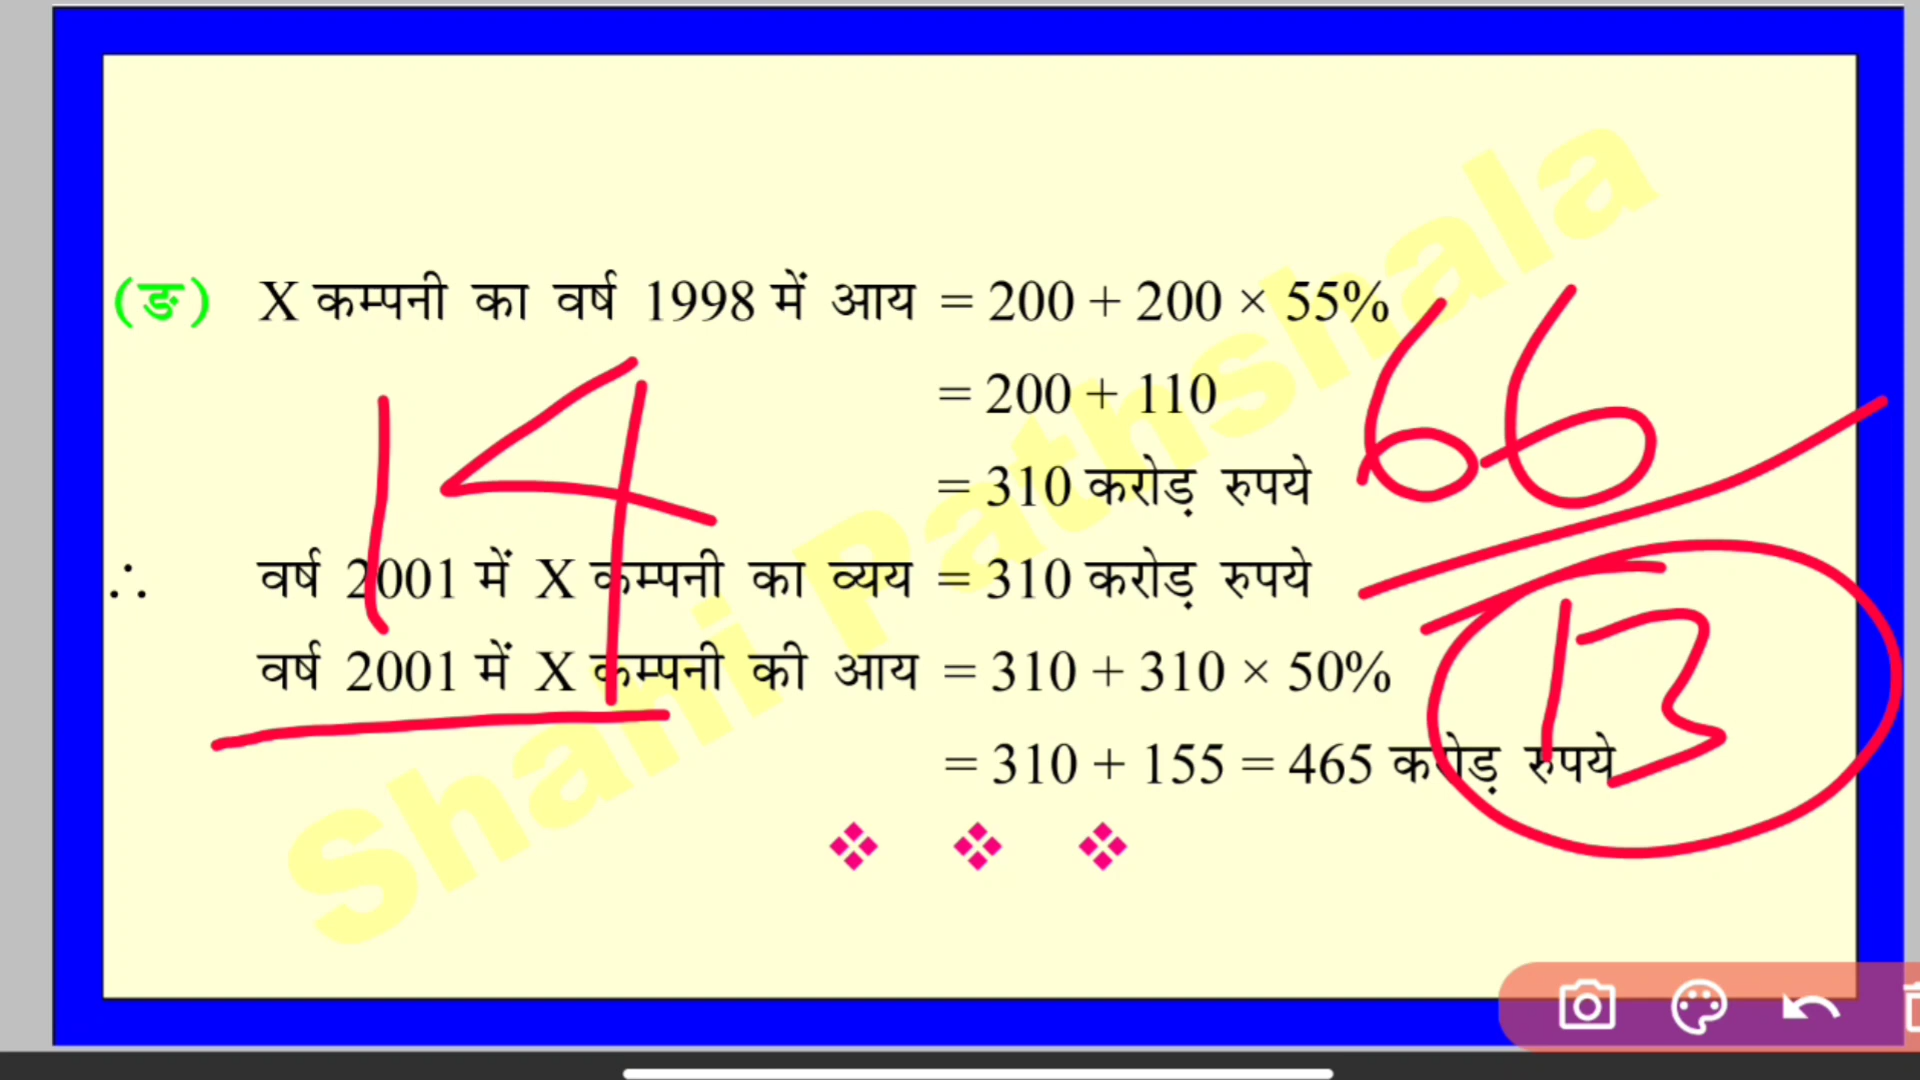 (ङ) X कम्पनी का वर्ष 1998 में आय = 200 + 200 × 55%
= 200 + 110
= 310 करोड़ रुपये
∴ वर्ष 2001 में X कम्पनी का व्यय = 310 करोड़ रुपये
वर्ष 2001 में X कम्पनी की आय = 310 + 310 × 50%
= 310 + 155 = 465 करोड़ रुपये
14
66
13
Shani Pathshala